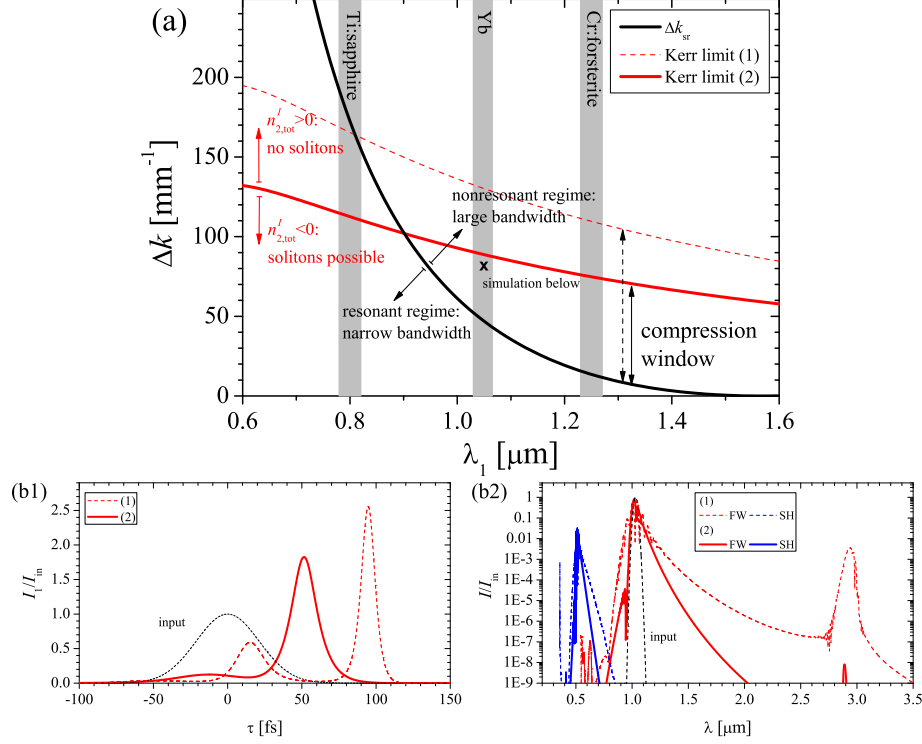 (a)
Ti:sapphire
Yb
Cr:forsterite
Δk_sr
Kerr limit (1)
Kerr limit (2)
200
150
100
50
0
Δk [mm⁻¹]
n^I_2,tot>0:
no solitons
n^I_2,tot<0:
solitons possible
nonresonant regime:
large bandwidth
x
simulation below
resonant regime:
narrow bandwidth
compression
window
0.6 0.8 1.0 1.2 1.4 1.6
λ₁ [μm]
(b1)
(1)
(2)
2.5
2.0
1.5
1.0
0.5
0.0
I₁/I_in
input
-100 -50 0 50 100 150
τ [fs]
(b2)
(1)
FW SH
(2)
FW SH
1
0.1
0.01
1E-3
1E-4
1E-5
1E-6
1E-7
1E-8
1E-9
I/I_in
input
0.5 1.0 1.5 2.0 2.5 3.0 3.5
λ [μm]